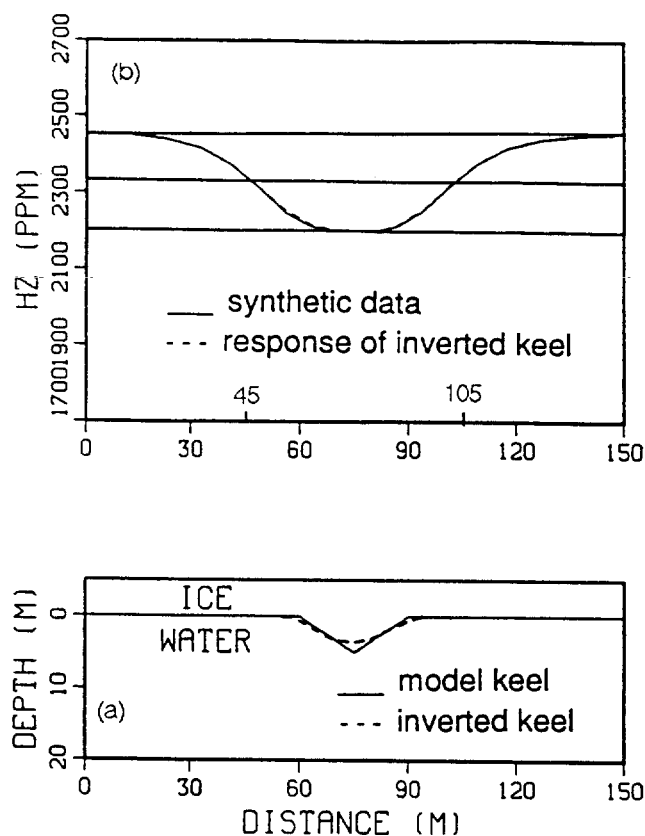 (b)
2700
2500
2300
2100
1900
1700
HZ (PPM)
synthetic data
response of inverted keel
45
105
0
30
60
90
120
150
ICE
WATER
0
10
20
DEPTH (M)
(a)
model keel
inverted keel
0
30
60
90
120
150
DISTANCE (M)